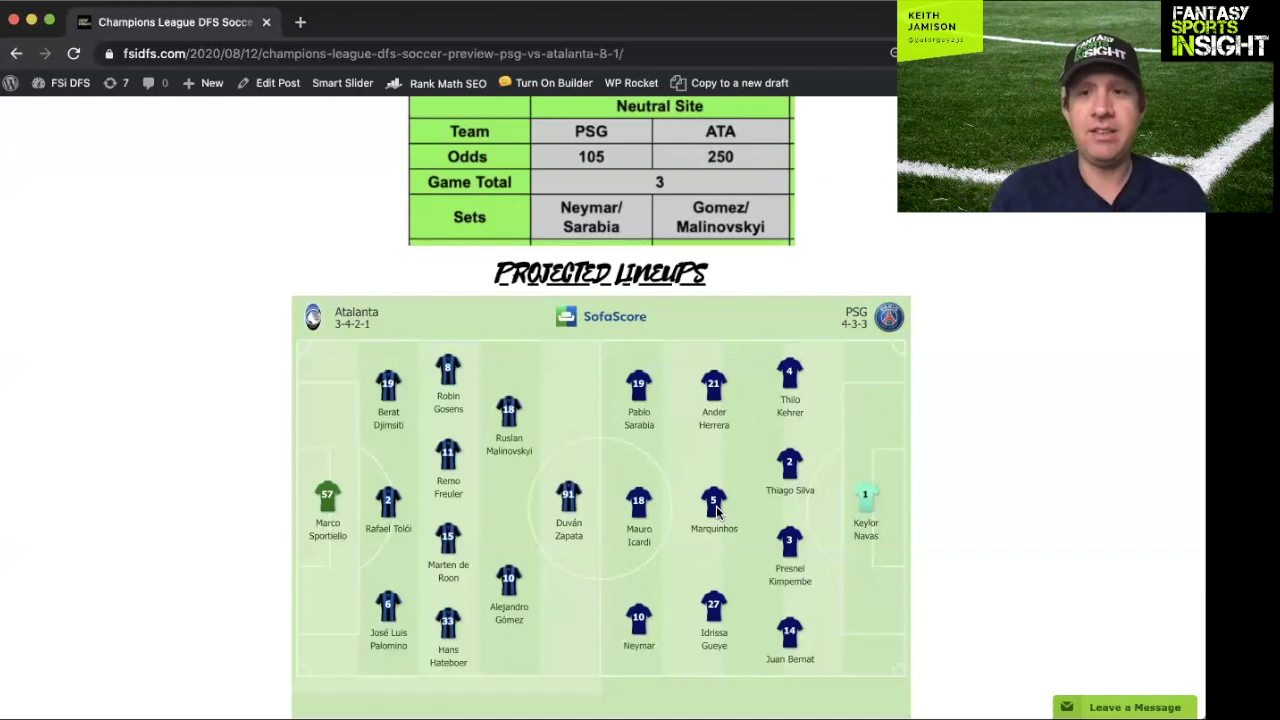 Champions League DFS Socce
KEITH
JAMISON
FANTASY
SPORTS
INSIGHT
fsidfs.com/2020/08/12/champions-league-dfs-soccer-preview-psg-vs-atalanta-8-1/
FSi DFS 7 0 New Edit Post Smart Slider Rank Math SEO Turn On Builder WP Rocket Copy to a new draft
Neutral Site
Team PSG ATA
Odds 105 250
Game Total 3
Sets Neymar/ Sarabia Gomez/ Malinovskyi
PROJECTED LINEUPS
Atalanta
3-4-2-1
SofaScore
PSG
4-3-3
57
Marco
Sportiello
19
Berat
Djimsiti
2
Rafael Tolói
6
José Luis
Palomino
8
Robin
Gosens
11
Remo
Freuler
15
Marten de
Roon
33
Hans
Hateboer
18
Ruslan
Malinovskyi
10
Alejandro
Gómez
91
Duván
Zapata
19
Pablo
Sarabia
18
Mauro
Icardi
10
Neymar
21
Ander
Herrera
5
Marquinhos
27
Idrissa
Gueye
4
Thilo
Kehrer
2
Thiago Silva
3
Presnel
Kimpembe
14
Juan Bernat
1
Keylor
Navas
Leave a Message